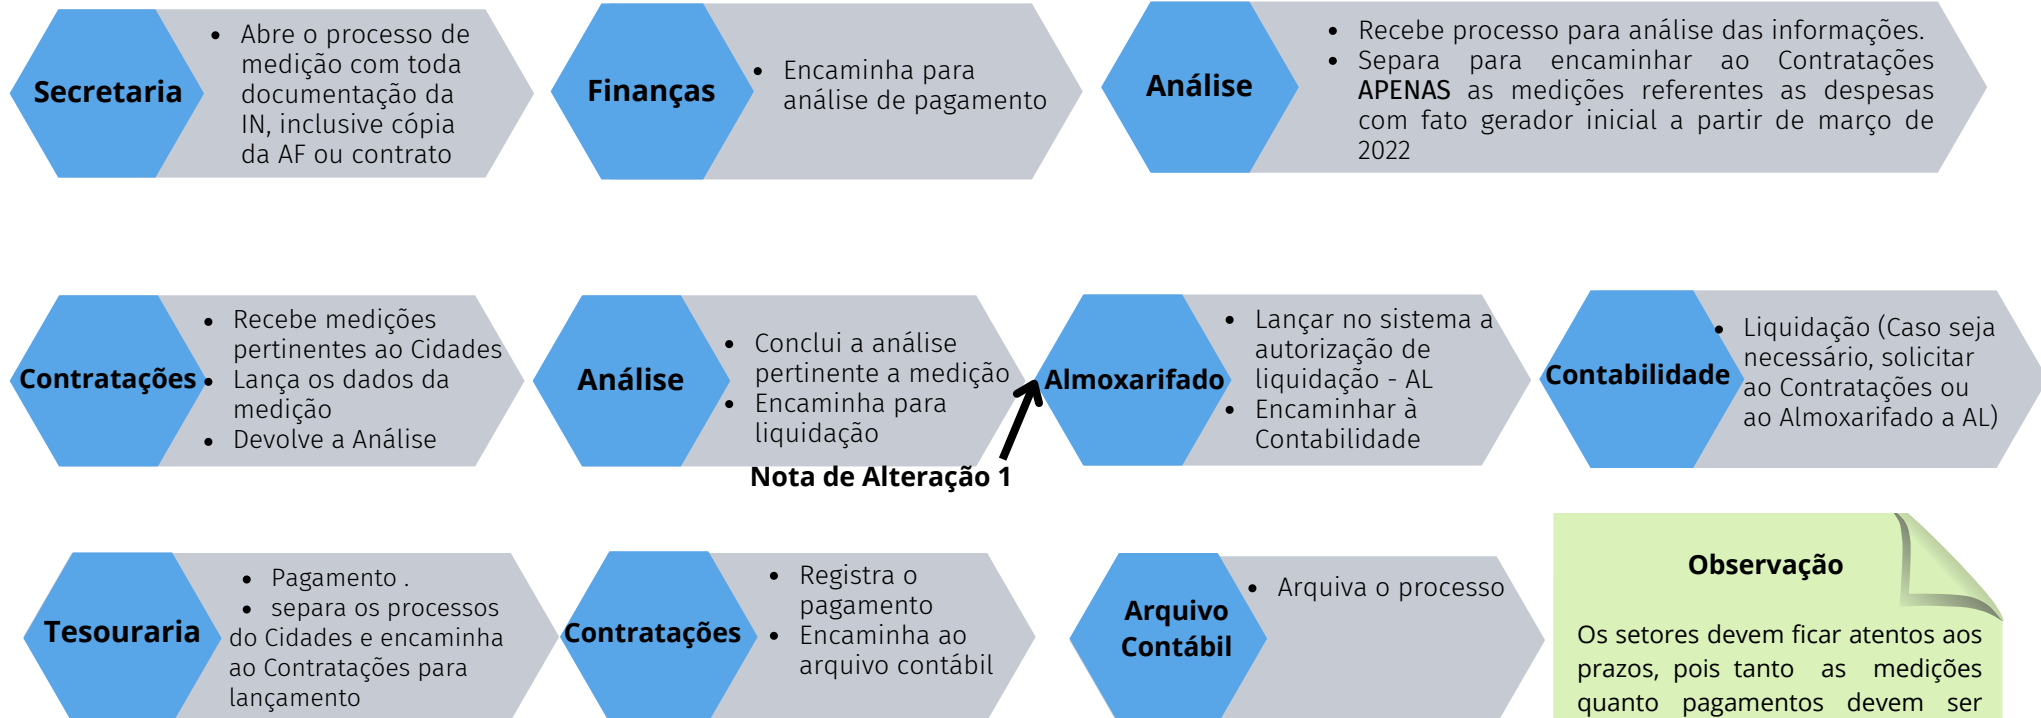 Secretaria
• Abre o processo de
medição com toda
documentação da
IN, inclusive cópia
da AF ou contrato
Finanças
• Encaminha para
análise de pagamento
Análise
• Recebe processo para análise das informações.
• Separa para encaminhar ao Contratações
APENAS as medições referentes as despesas
com fato gerador inicial a partir de março de
2022
Contratações
• Recebe medições
pertinentes ao Cidades
• Lança os dados da
medição
• Devolve a Análise
Análise
• Conclui a análise
pertinente a medição
• Encaminha para
liquidação
Nota de Alteração 1
Almoxarifado
• Lançar no sistema a
autorização de
liquidação - AL
• Encaminhar à
Contabilidade
Contabilidade
• Liquidação (Caso seja
necessário, solicitar
ao Contratações ou
ao Almoxarifado a AL)
Tesouraria
• Pagamento .
• separa os processos
do Cidades e encaminha
ao Contratações para
lançamento
Contratações
• Registra o
pagamento
• Encaminha ao
arquivo contábil
Arquivo
Contábil
• Arquiva o processo
Observação
Os setores devem ficar atentos aos
prazos, pois tanto as medições
quanto pagamentos devem ser